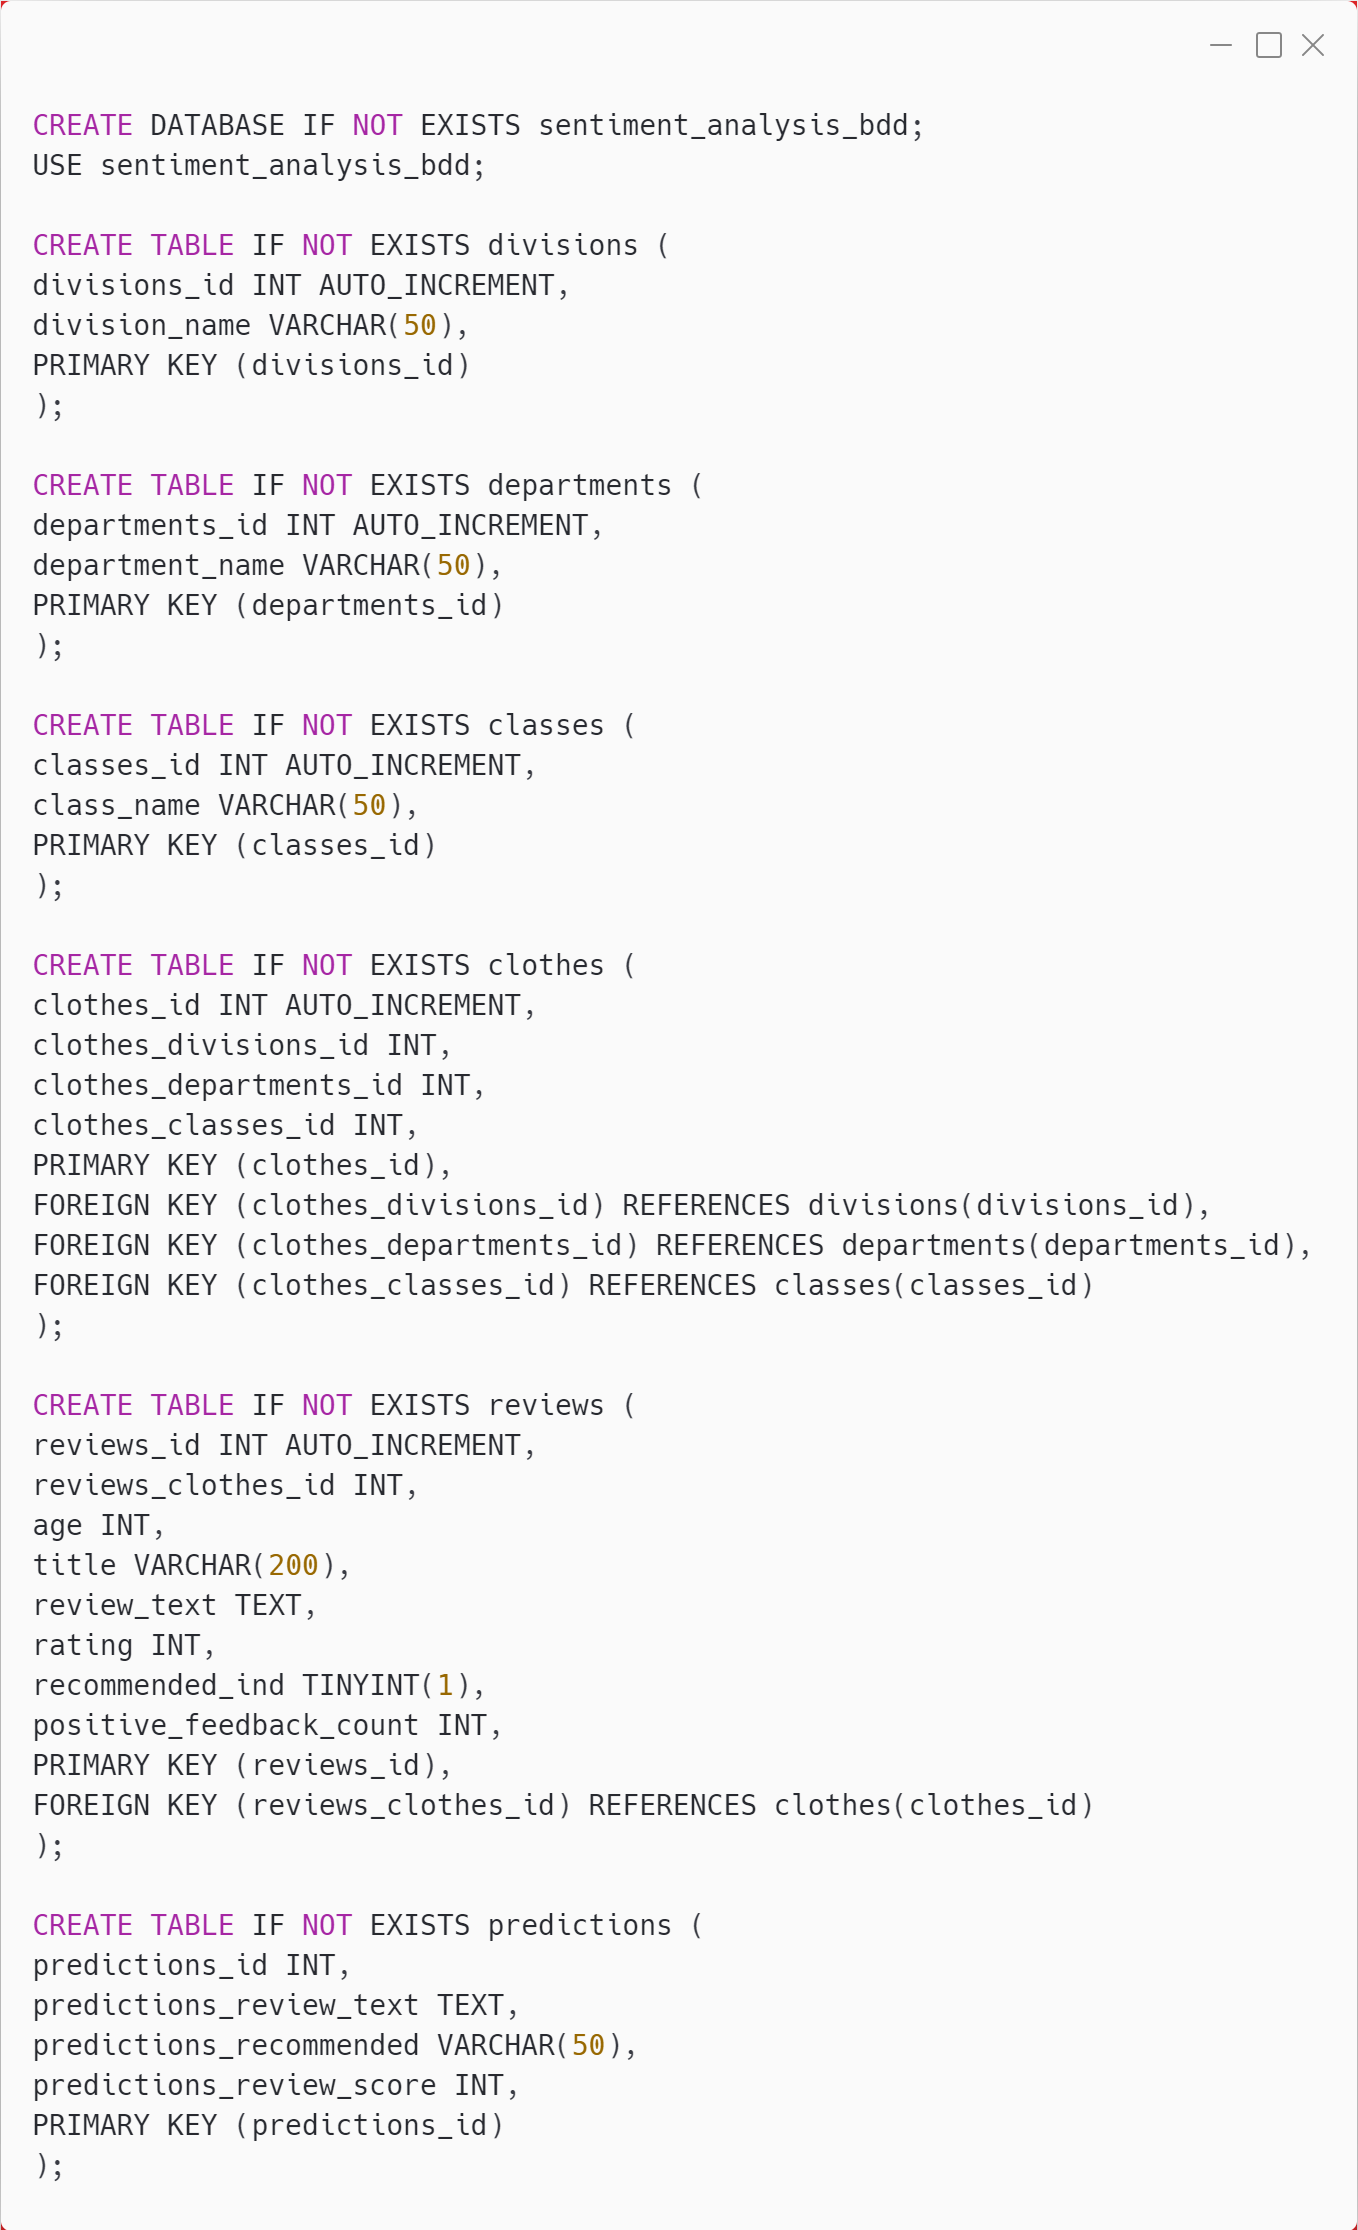 CREATE DATABASE IF NOT EXISTS sentiment_analysis_bdd;
USE sentiment_analysis_bdd;

CREATE TABLE IF NOT EXISTS divisions (
divisions_id INT AUTO_INCREMENT,
division_name VARCHAR(50),
PRIMARY KEY (divisions_id)
);

CREATE TABLE IF NOT EXISTS departments (
departments_id INT AUTO_INCREMENT,
department_name VARCHAR(50),
PRIMARY KEY (departments_id)
);

CREATE TABLE IF NOT EXISTS classes (
classes_id INT AUTO_INCREMENT,
class_name VARCHAR(50),
PRIMARY KEY (classes_id)
);

CREATE TABLE IF NOT EXISTS clothes (
clothes_id INT AUTO_INCREMENT,
clothes_divisions_id INT,
clothes_departments_id INT,
clothes_classes_id INT,
PRIMARY KEY (clothes_id),
FOREIGN KEY (clothes_divisions_id) REFERENCES divisions(divisions_id),
FOREIGN KEY (clothes_departments_id) REFERENCES departments(departments_id),
FOREIGN KEY (clothes_classes_id) REFERENCES classes(classes_id)
);

CREATE TABLE IF NOT EXISTS reviews (
reviews_id INT AUTO_INCREMENT,
reviews_clothes_id INT,
age INT,
title VARCHAR(200),
review_text TEXT,
rating INT,
recommended_ind TINYINT(1),
positive_feedback_count INT,
PRIMARY KEY (reviews_id),
FOREIGN KEY (reviews_clothes_id) REFERENCES clothes(clothes_id)
);

CREATE TABLE IF NOT EXISTS predictions (
predictions_id INT,
predictions_review_text TEXT,
predictions_recommended VARCHAR(50),
predictions_review_score INT,
PRIMARY KEY (predictions_id)
);